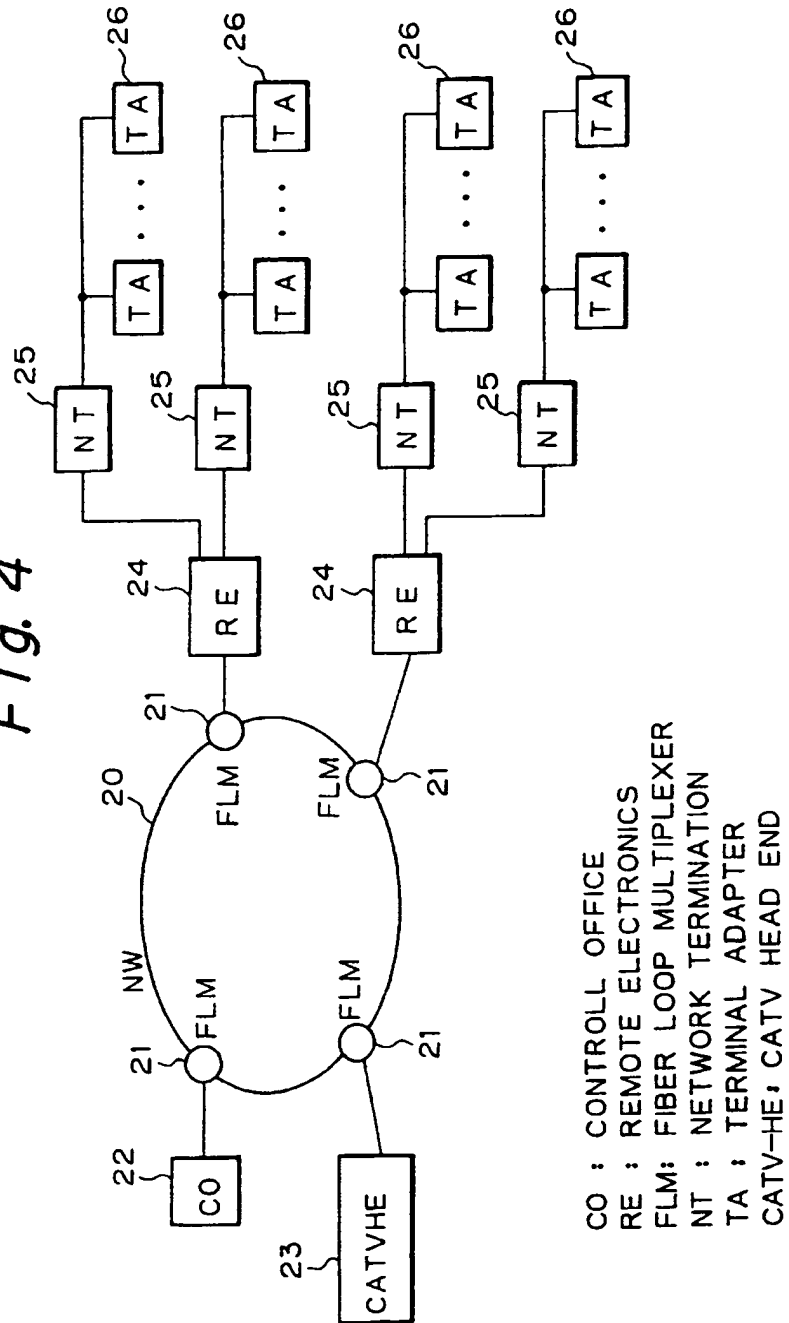 Fig. 4
26
26
26
26
TA ... TA
TA ... TA
TA ... TA
TA ... TA
25
25
25
25
NT
NT
NT
NT
24
24
RE
RE
20
NW
21
21
21
21
FLM
FLM
FLM
FLM
22
CO
23
CATVHE
CO : CONTROLL OFFICE
RE : REMOTE ELECTRONICS
FLM: FIBER LOOP MULTIPLEXER
NT : NETWORK TERMINATION
TA : TERMINAL ADAPTER
CATV-HE: CATV HEAD END